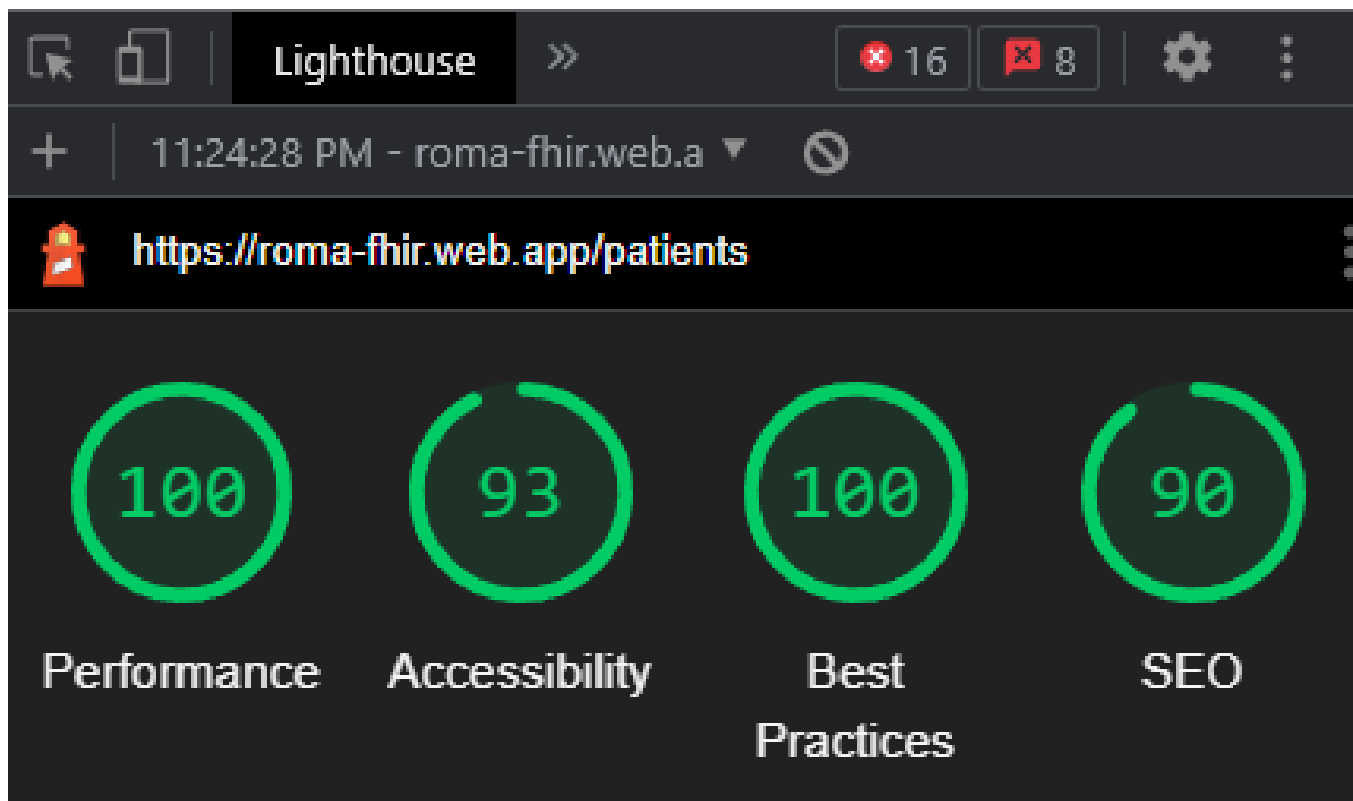 Lighthouse » 16 8
+ 11:24:28 PM - roma-fhir.web.a ▼
https://roma-fhir.web.app/patients
100 93 100 90
Performance Accessibility Best Practices SEO